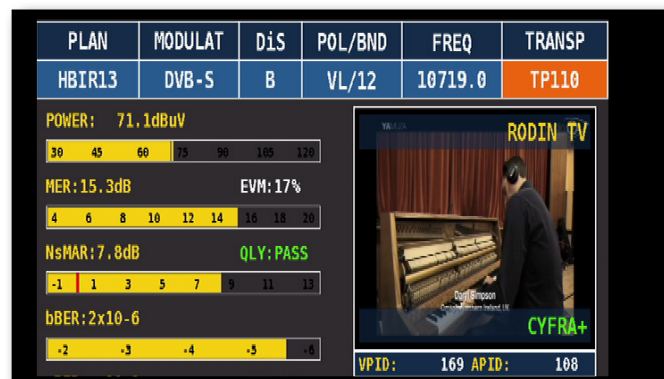 PLAN MODULAT DiS POL/BND FREQ TRANSP
HBIR13 DVB-S B VL/12 10719.0 TP110
POWER: 71.1dBuV
30 45 60 75 90 105 120
MER:15.3dB EVM:17%
4 6 8 10 12 14 16 18 20
NsMAR:7.8dB QLY:PASS
-1 1 3 5 7 9 11 13
bBER:2x10-6
-2 -3 -4 -5 -6
YAMAHA
RODIN TV
Daryl Simpson
CYFRA+
VPID: 169 APID: 108